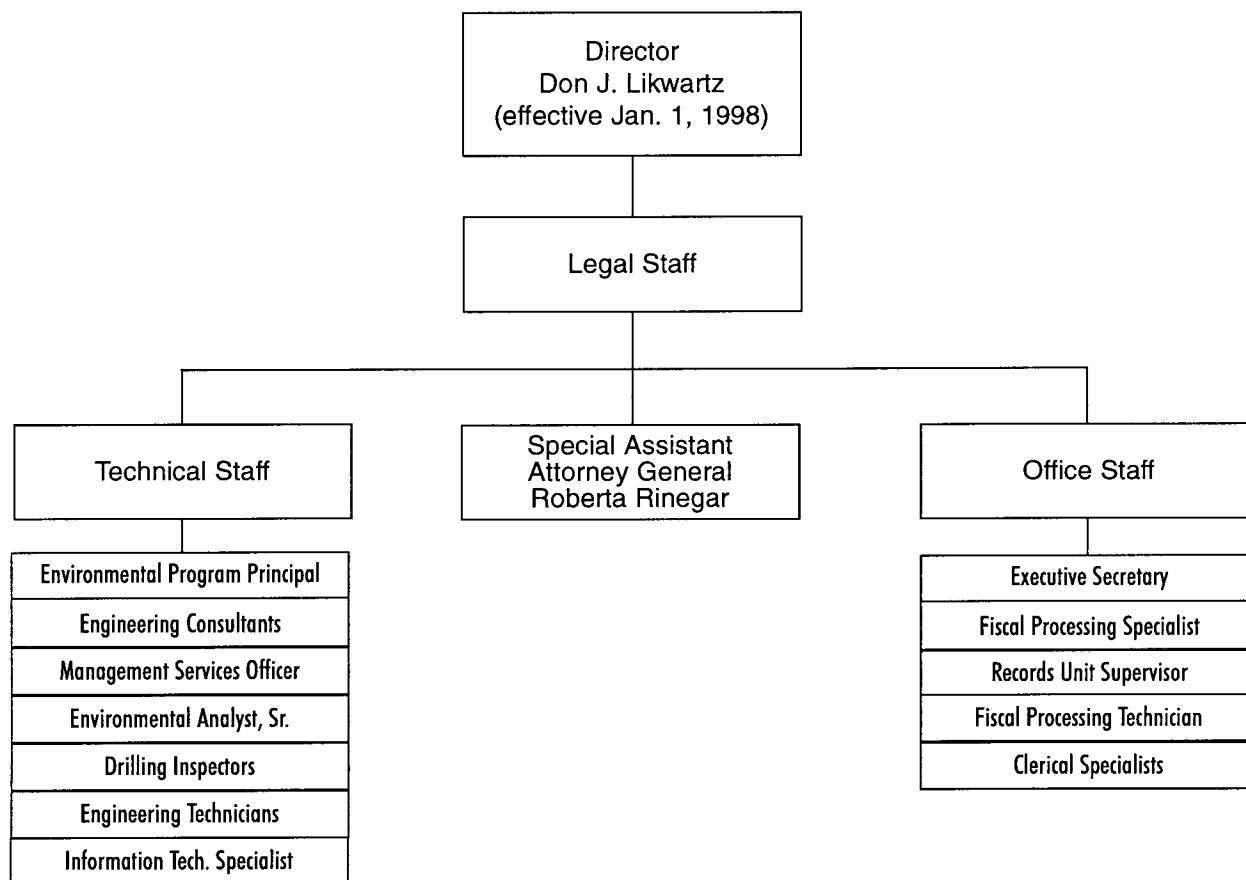 Director
Don J. Likwartz
(effective Jan. 1, 1998)
Legal Staff
Technical Staff
Special Assistant
Attorney General
Roberta Rinegar
Office Staff
Environmental Program Principal
Engineering Consultants
Management Services Officer
Environmental Analyst, Sr.
Drilling Inspectors
Engineering Technicians
Information Tech. Specialist
Executive Secretary
Fiscal Processing Specialist
Records Unit Supervisor
Fiscal Processing Technician
Clerical Specialists